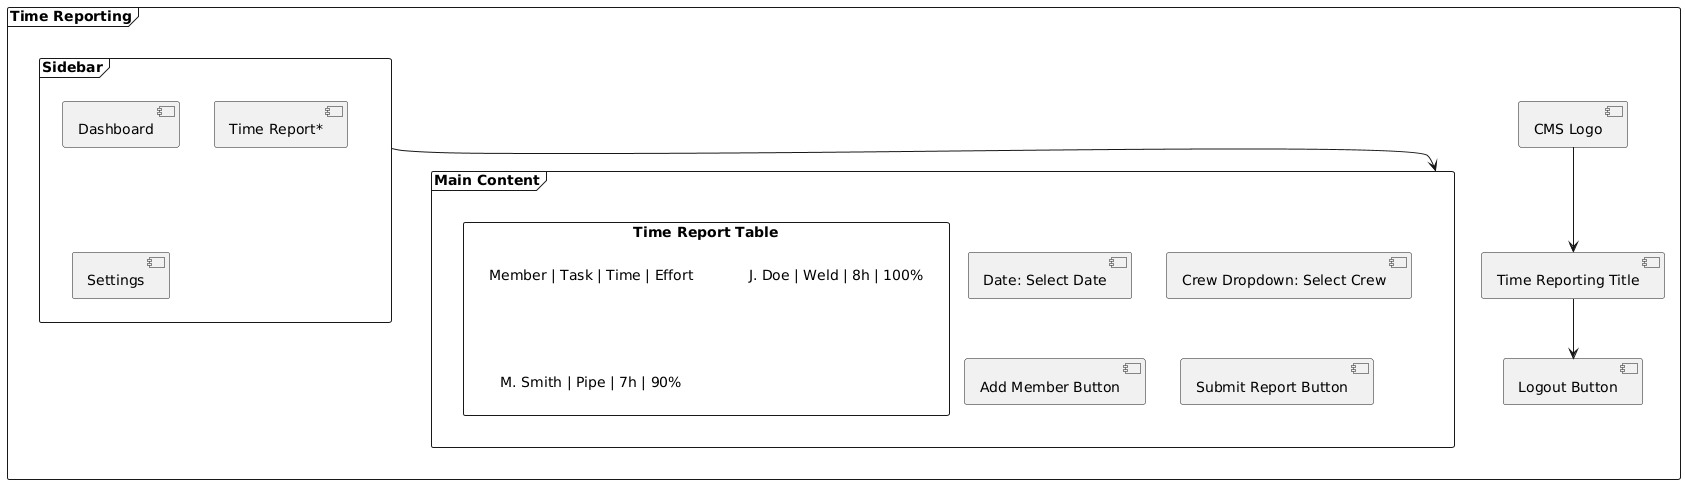 Time Reporting
Sidebar
Dashboard
Time Report*
Settings
Main Content
Time Report Table
Member | Task | Time | Effort
J. Doe | Weld | 8h | 100%
M. Smith | Pipe | 7h | 90%
Date: Select Date
Crew Dropdown: Select Crew
Add Member Button
Submit Report Button
CMS Logo
Time Reporting Title
Logout Button